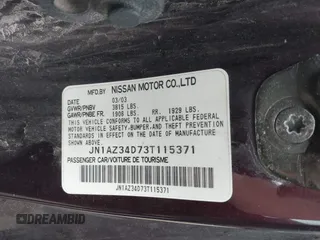 MFD.BY NISSAN MOTOR CO.,LTD
DATE 03/03
GVWR/PNBV 3815 LBS.
GAWR/PNBE FR. 1908 LBS. RR. 1929 LBS.
THIS VEHICLE CONFORMS TO ALL APPLICABLE FEDERAL
MOTOR VEHICLE SAFETY-BUMPER-AND THEFT PREVENTION
STANDARDS IN EFFECT ON THE DATE OF MANUFACTURE
SHOWN ABOVE.
JN1AZ34D73T115371
PASSENGER CAR/VOITURE DE TOURISME
JN1AZ34D73T115371
DREAMBID